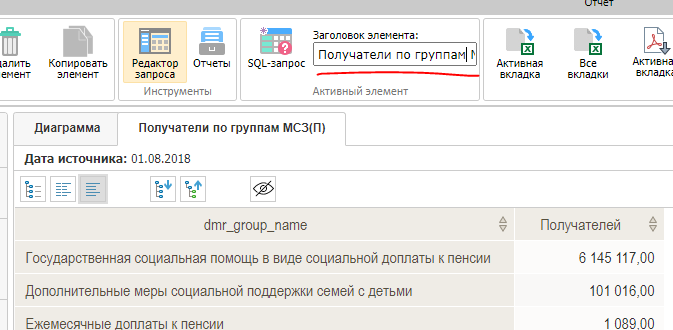 Отчет
Удалить элемент
Копировать элемент
Редактор запроса
Отчеты
Инструменты
SQL-запрос
Заголовок элемента:
Получатели по группам М
Активный элемент
Активная вкладка
Все вкладки
Активная вкладка
Диаграмма
Получатели по группам МСЗ(П)
Дата источника: 01.08.2018
dmr_group_name
Получателей
Государственная социальная помощь в виде социальной доплаты к пенсии 6 145 117,00
Дополнительные меры социальной поддержки семей с детьми 101 016,00
Ежемесячные доплаты к пенсии 1 089,00